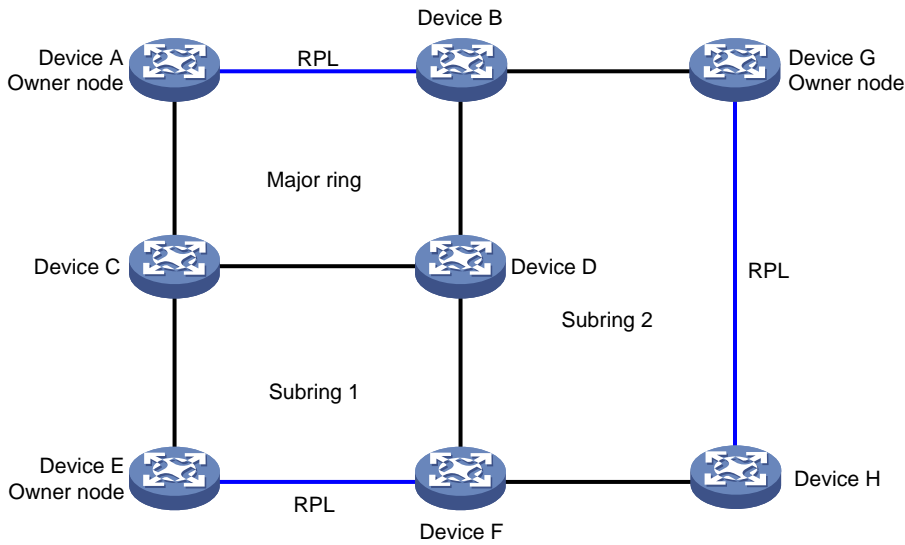 Device B
Device A
Owner node
RPL
Device G
Owner node
Major ring
Device C
Device D
RPL
Subring 2
Subring 1
Device E
Owner node
RPL
Device F
Device H